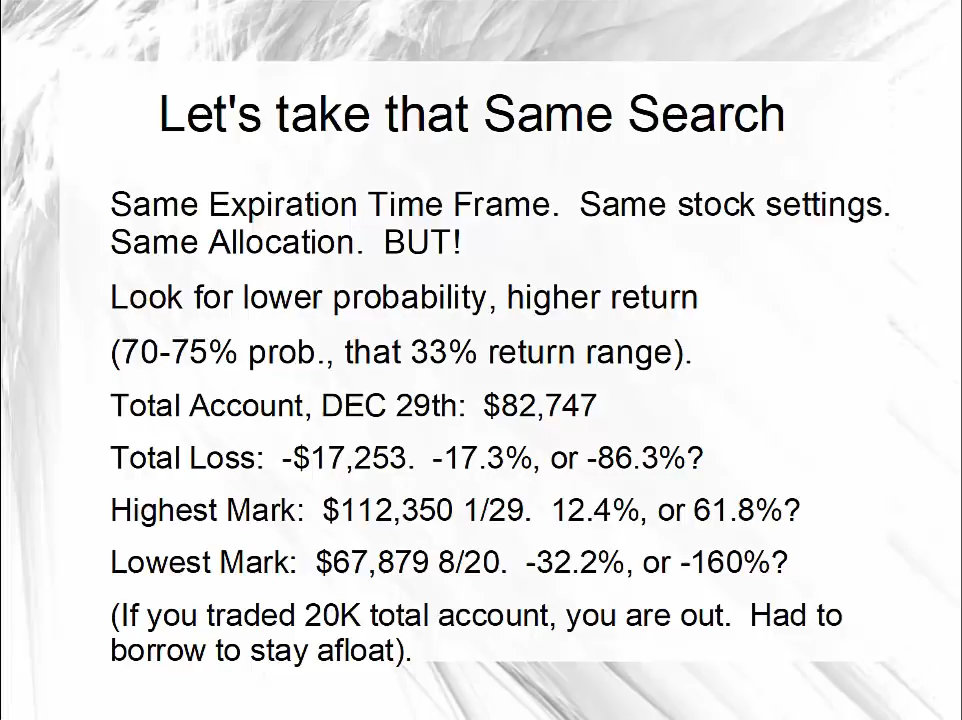 Let's take that Same Search
Same Expiration Time Frame.  Same stock settings.
Same Allocation.  BUT!
Look for lower probability, higher return
(70-75% prob., that 33% return range).
Total Account, DEC 29th:  $82,747
Total Loss:  -$17,253.  -17.3%, or -86.3%?
Highest Mark:  $112,350 1/29.  12.4%, or 61.8%?
Lowest Mark:  $67,879 8/20.  -32.2%, or -160%?
(If you traded 20K total account, you are out.  Had to
borrow to stay afloat).